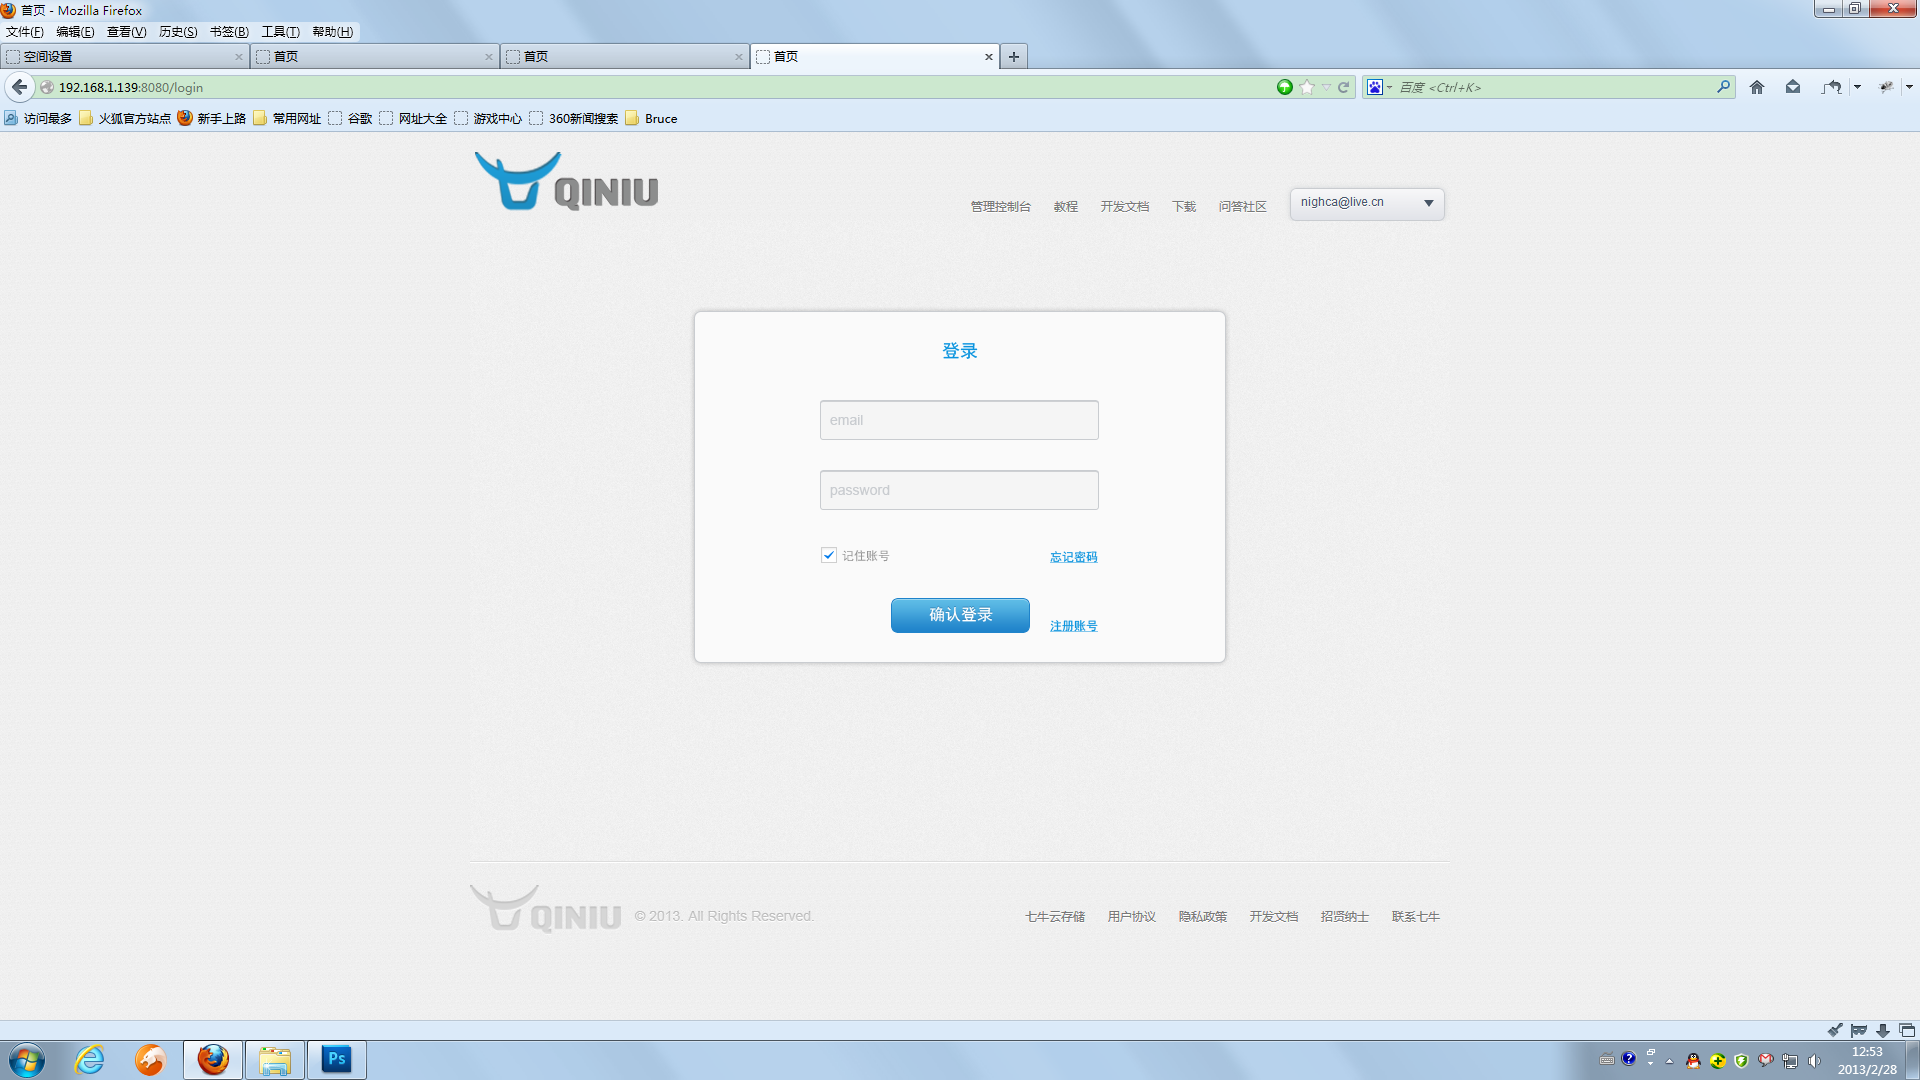 首页 - Mozilla Firefox
文件(F) 编辑(E) 查看(V) 历史(S) 书签(B) 工具(T) 帮助(H)
空间设置 首页 首页 首页
192.168.1.139:8080/login 百度 <Ctrl+K>
访问最多 火狐官方站点 新手上路 常用网址 谷歌 网址大全 游戏中心 360新闻搜索 Bruce
QINIU
管理控制台 教程 开发文档 下载 问答社区 nighca@live.cn
登录
email
password
记住账号 忘记密码
确认登录 注册账号
QINIU © 2013. All Rights Reserved. 七牛云存储 用户协议 隐私政策 开发文档 招贤纳士 联系七牛
Ps
12:53
2013/2/28